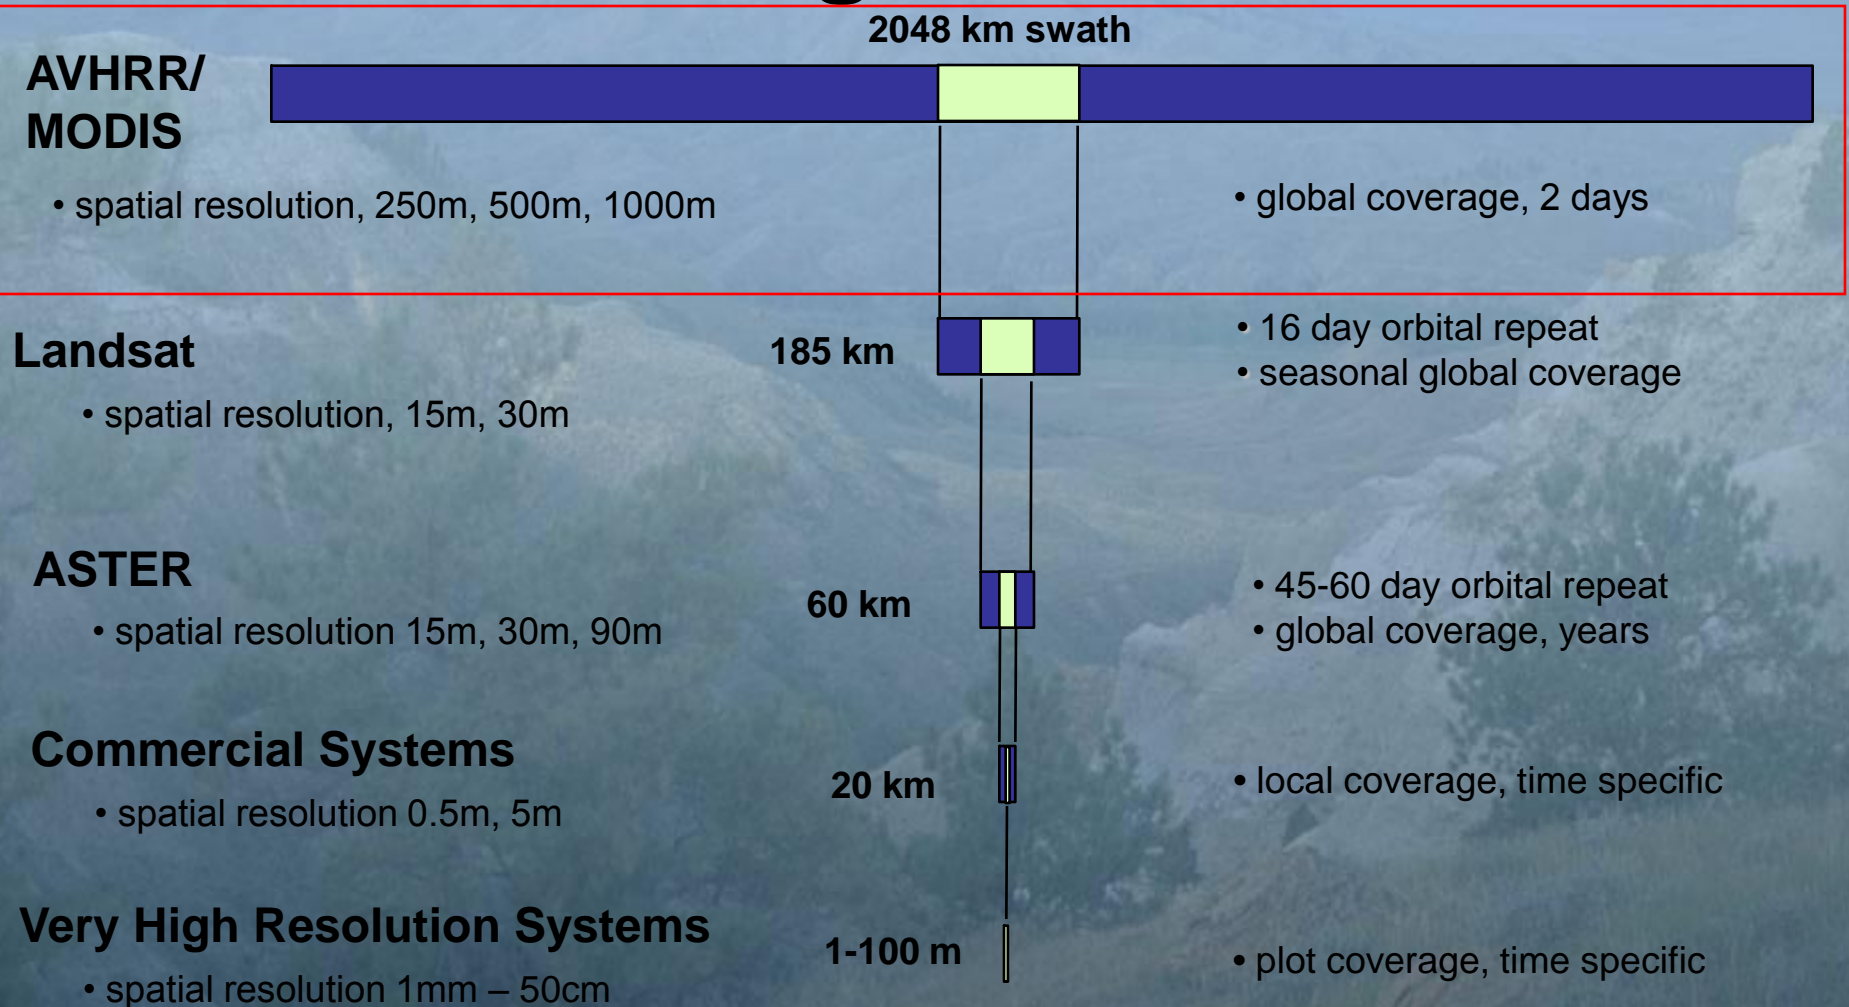 2048 km swath
AVHRR/
MODIS
• spatial resolution, 250m, 500m, 1000m
• global coverage, 2 days
Landsat
185 km
• 16 day orbital repeat
• seasonal global coverage
• spatial resolution, 15m, 30m
ASTER
60 km
• 45-60 day orbital repeat
• global coverage, years
• spatial resolution 15m, 30m, 90m
Commercial Systems
20 km
• local coverage, time specific
• spatial resolution 0.5m, 5m
Very High Resolution Systems
1-100 m
• plot coverage, time specific
• spatial resolution 1mm – 50cm